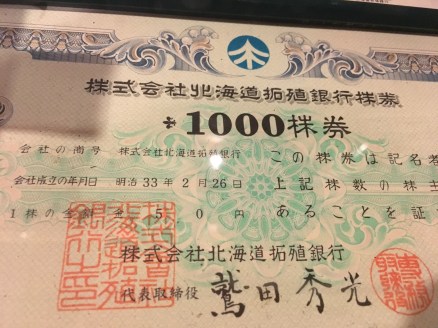 株式会社北海道拓殖銀行株券
1000株券
会社の商号 株式会社北海道拓殖銀行 この株券は記名
会社成立の年月日 明治33年2月26日 上記株数の株主
1株の金額 金50円 あることを証
株式会社北海道拓殖銀行
代表取締役 鷲田秀光